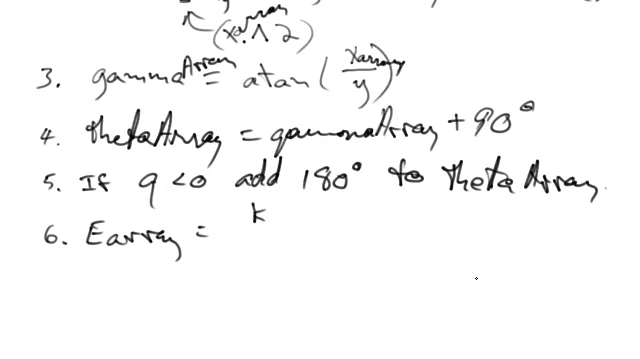 (xarray.^2)
3. gammaArray = atan(xarray/y)
4. thetaArray = gammaArray + 90°
5. If q<0 add 180° to thetaArray
6. Earray = k